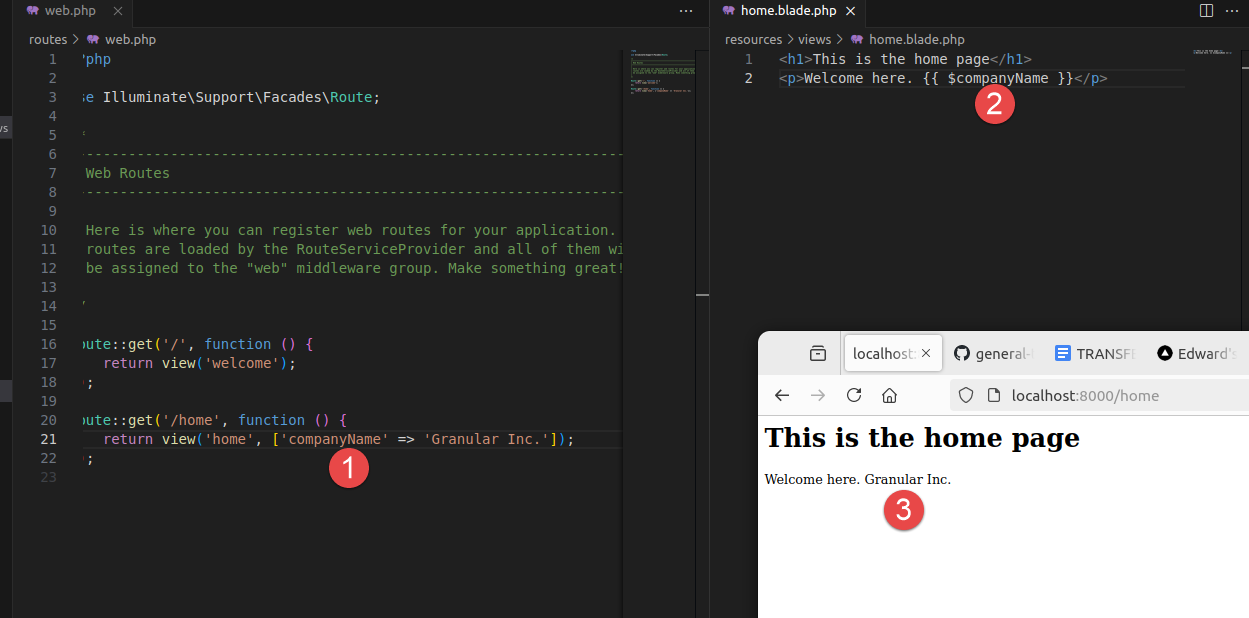 web.php
routes > web.php
1 ?php
2
3 se Illuminate\Support\Facades\Route;
4
5 *
6 --------------------------------------------------------------------------
7 Web Routes
8 --------------------------------------------------------------------------
9
10 Here is where you can register web routes for your application.
11 routes are loaded by the RouteServiceProvider and all of them wi
12 be assigned to the "web" middleware group. Make something great!
13
14 /
15
16 oute::get('/', function () {
17 return view('welcome');
18 );
19
20 oute::get('/home', function () {
21 return view('home', ['companyName' => 'Granular Inc.']);
22 );
23
1
vs
home.blade.php
resources > views > home.blade.php
1 <h1>This is the home page</h1>
2 <p>Welcome here. {{ $companyName }}</p>
2
localhost: general- TRANSFE Edward's
localhost:8000/home
This is the home page
Welcome here. Granular Inc.
3